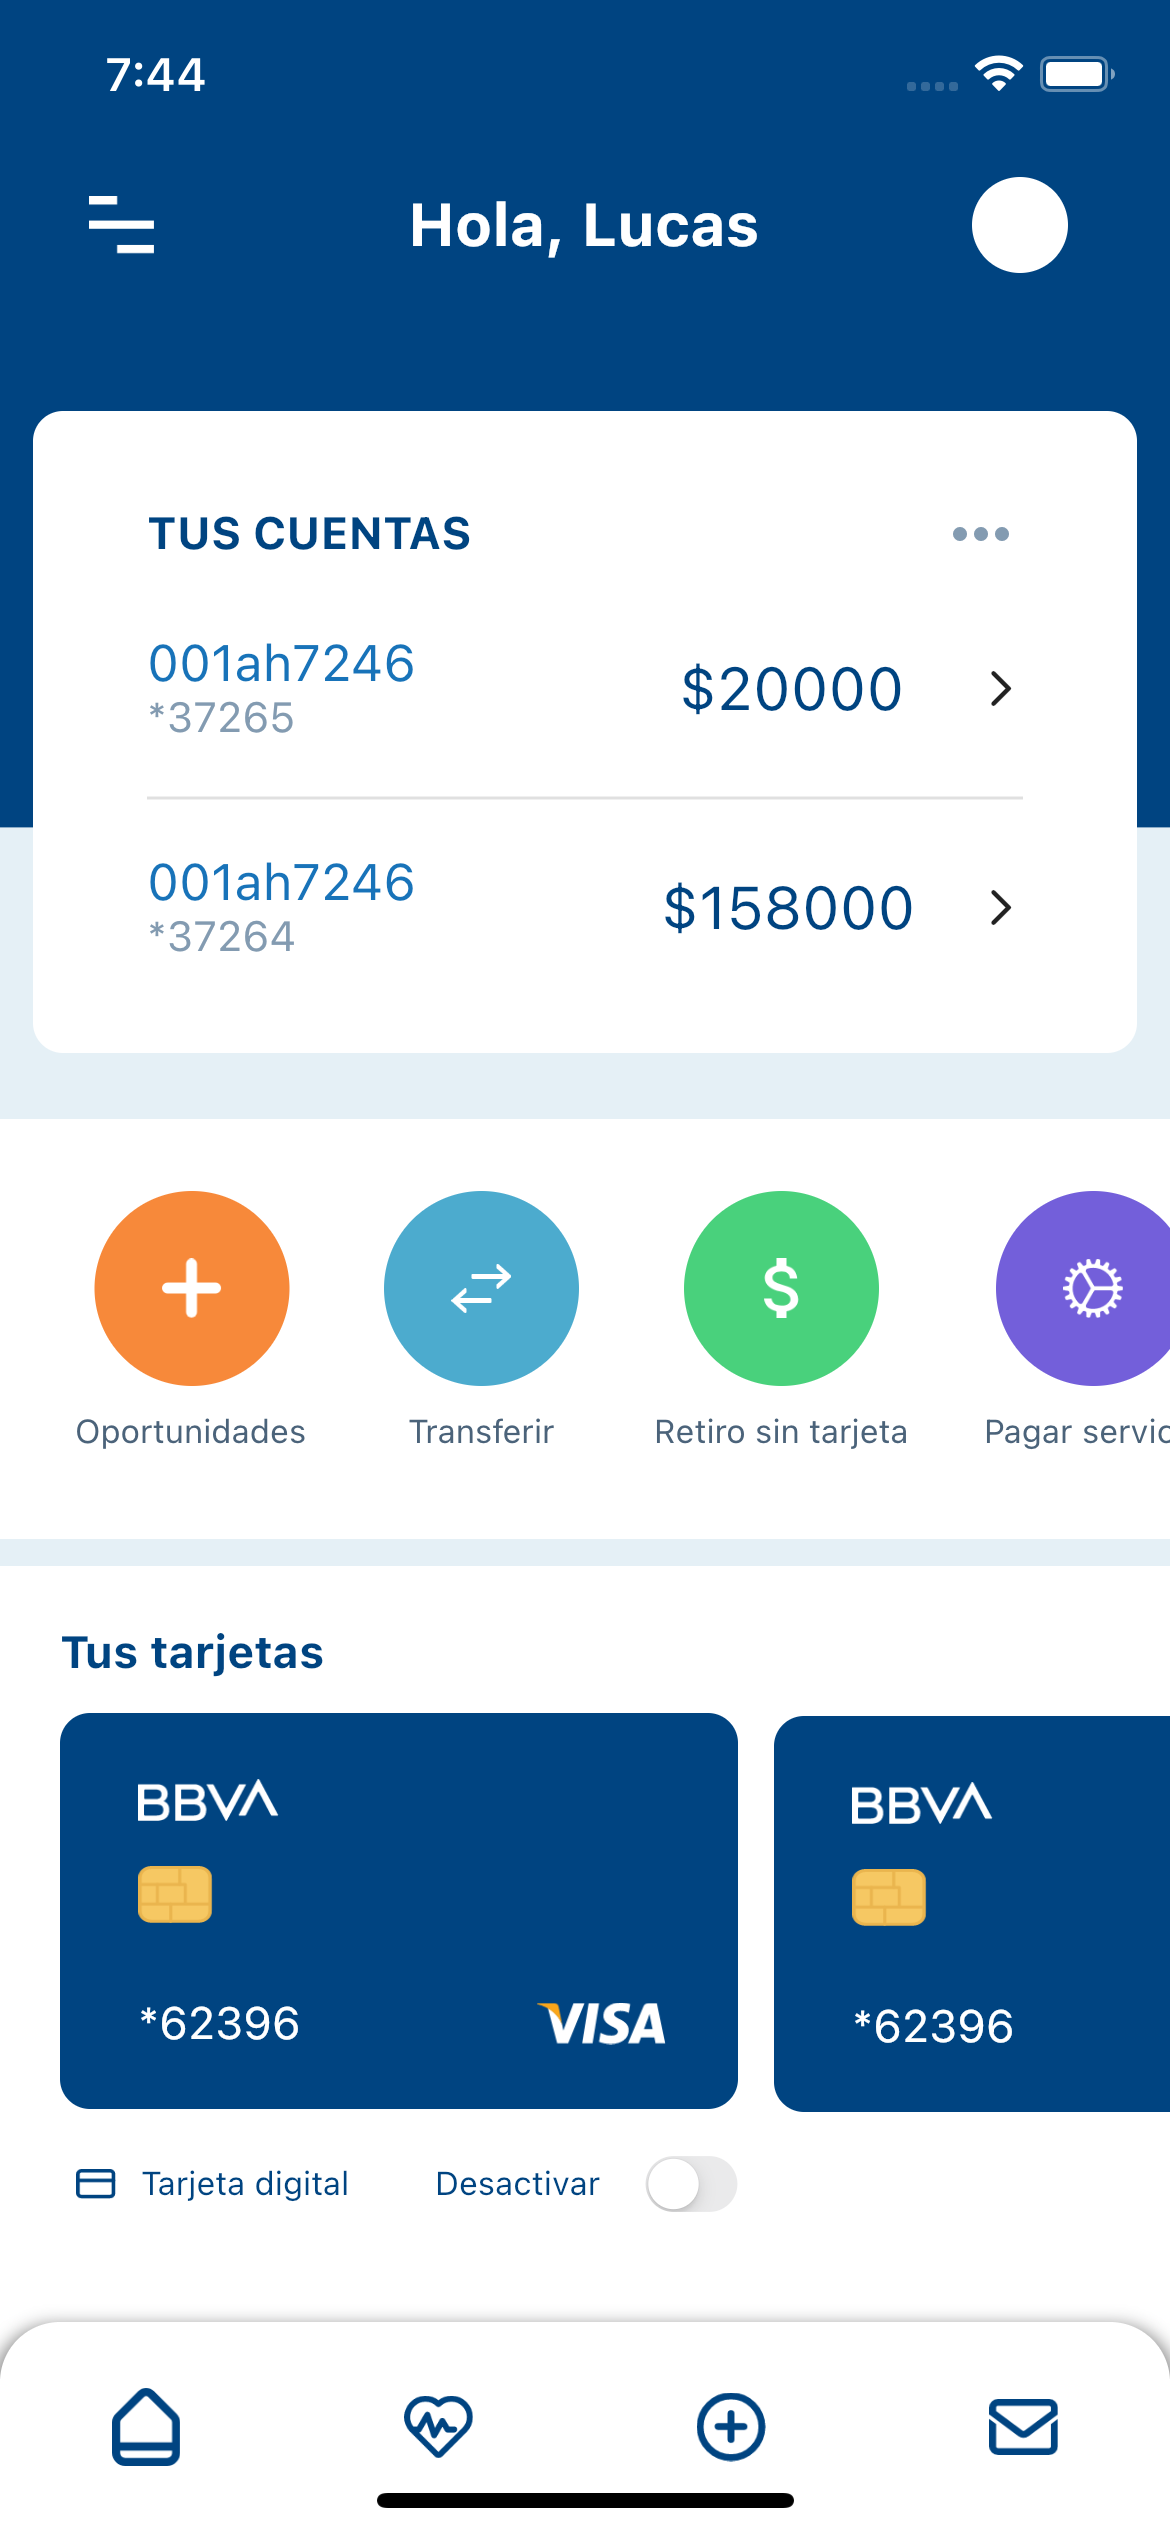 7:44
Hola, Lucas
TUS CUENTAS
001ah7246
*37265
$20000
001ah7246
*37264
$158000
Oportunidades
Transferir
Retiro sin tarjeta
Pagar servic
Tus tarjetas
BBVA
*62396
VISA
BBVA
*62396
Tarjeta digital
Desactivar